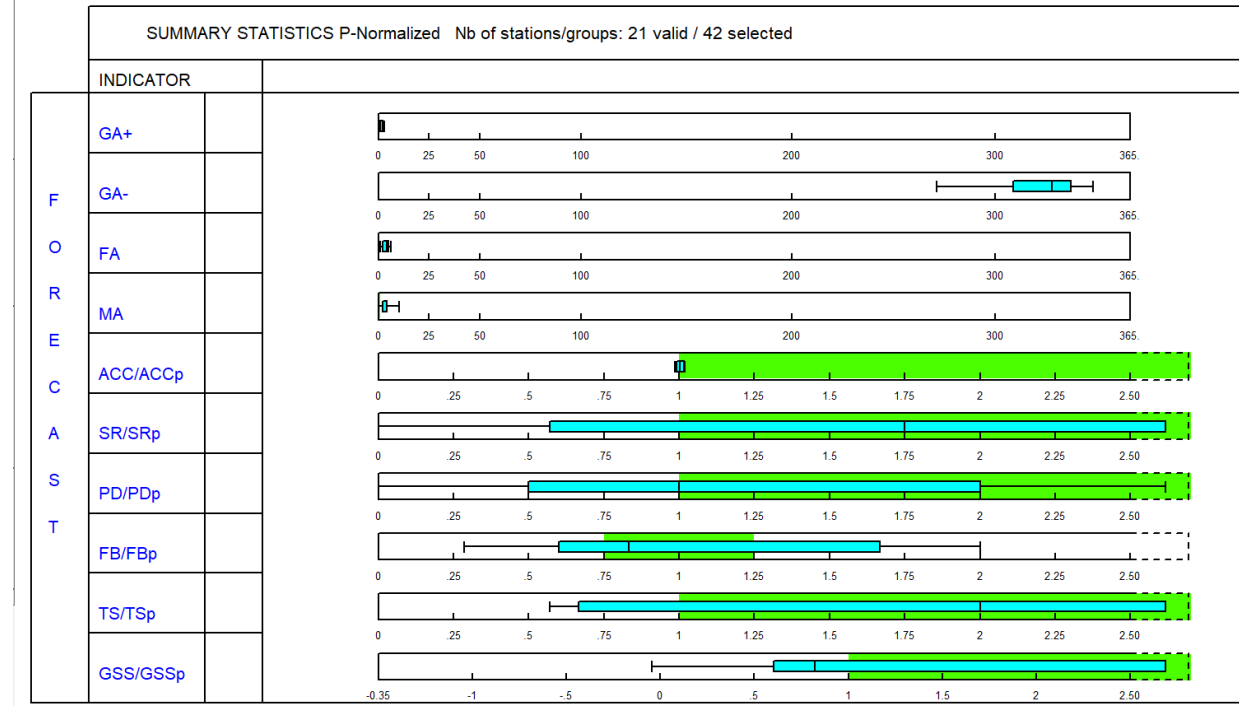 SUMMARY STATISTICS P-Normalized Nb of stations/groups: 21 valid / 42 selected
INDICATOR
FORECAST
GA+
0 25 50 100 200 300 365.
GA-
0 25 50 100 200 300 365.
FA
0 25 50 100 200 300 365.
MA
0 25 50 100 200 300 365.
ACC/ACCp
0 .25 .5 .75 1 1.25 1.5 1.75 2 2.25 2.50
SR/SRp
0 .25 .5 .75 1 1.25 1.5 1.75 2 2.25 2.50
PD/PDp
0 .25 .5 .75 1 1.25 1.5 1.75 2 2.25 2.50
FB/FBp
0 .25 .5 .75 1 1.25 1.5 1.75 2 2.25 2.50
TS/TSp
0 .25 .5 .75 1 1.25 1.5 1.75 2 2.25 2.50
GSS/GSSp
-0.35 -1 -.5 0 .5 1 1.5 2 2.50